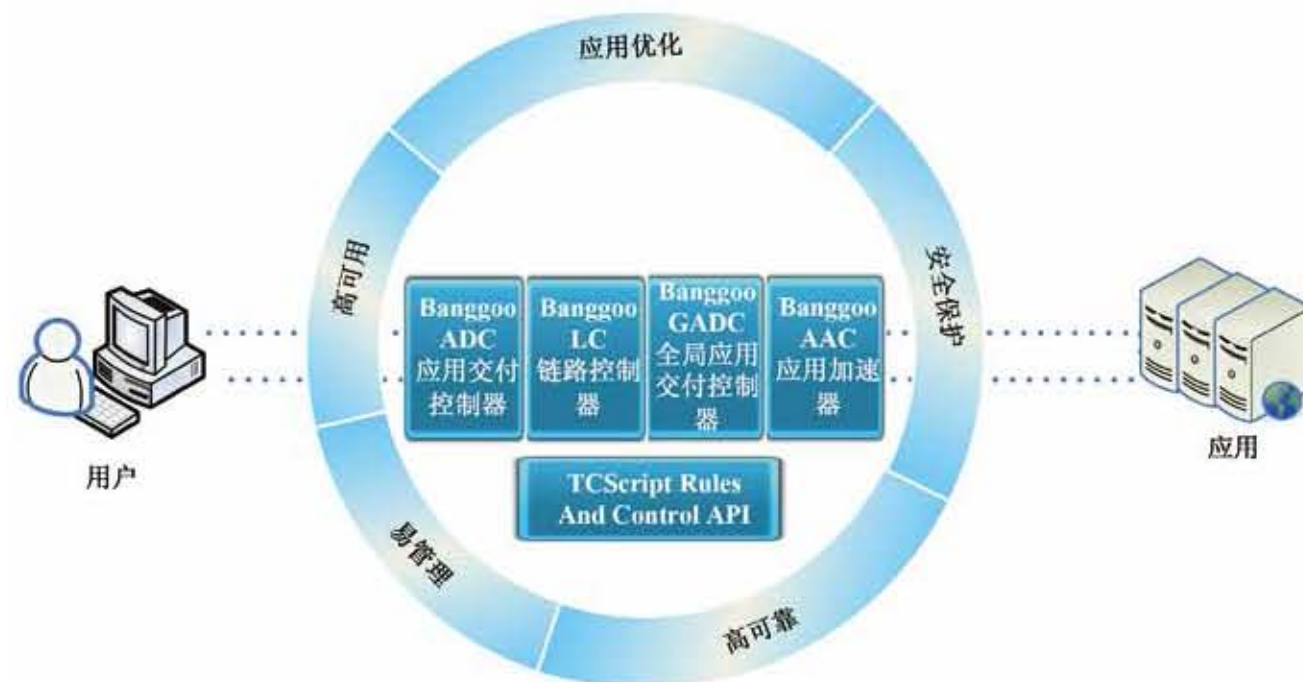 应用优化
高可用
安全保护
Banggoo
ADC
应用交付
控制器
Banggoo
LC
链路控制
器
Banggoo
GADC
全局应用
交付控制
器
Banggoo
AAC
应用加速
器
用户
应用
TCScript Rules
And Control API
易管理
高可靠